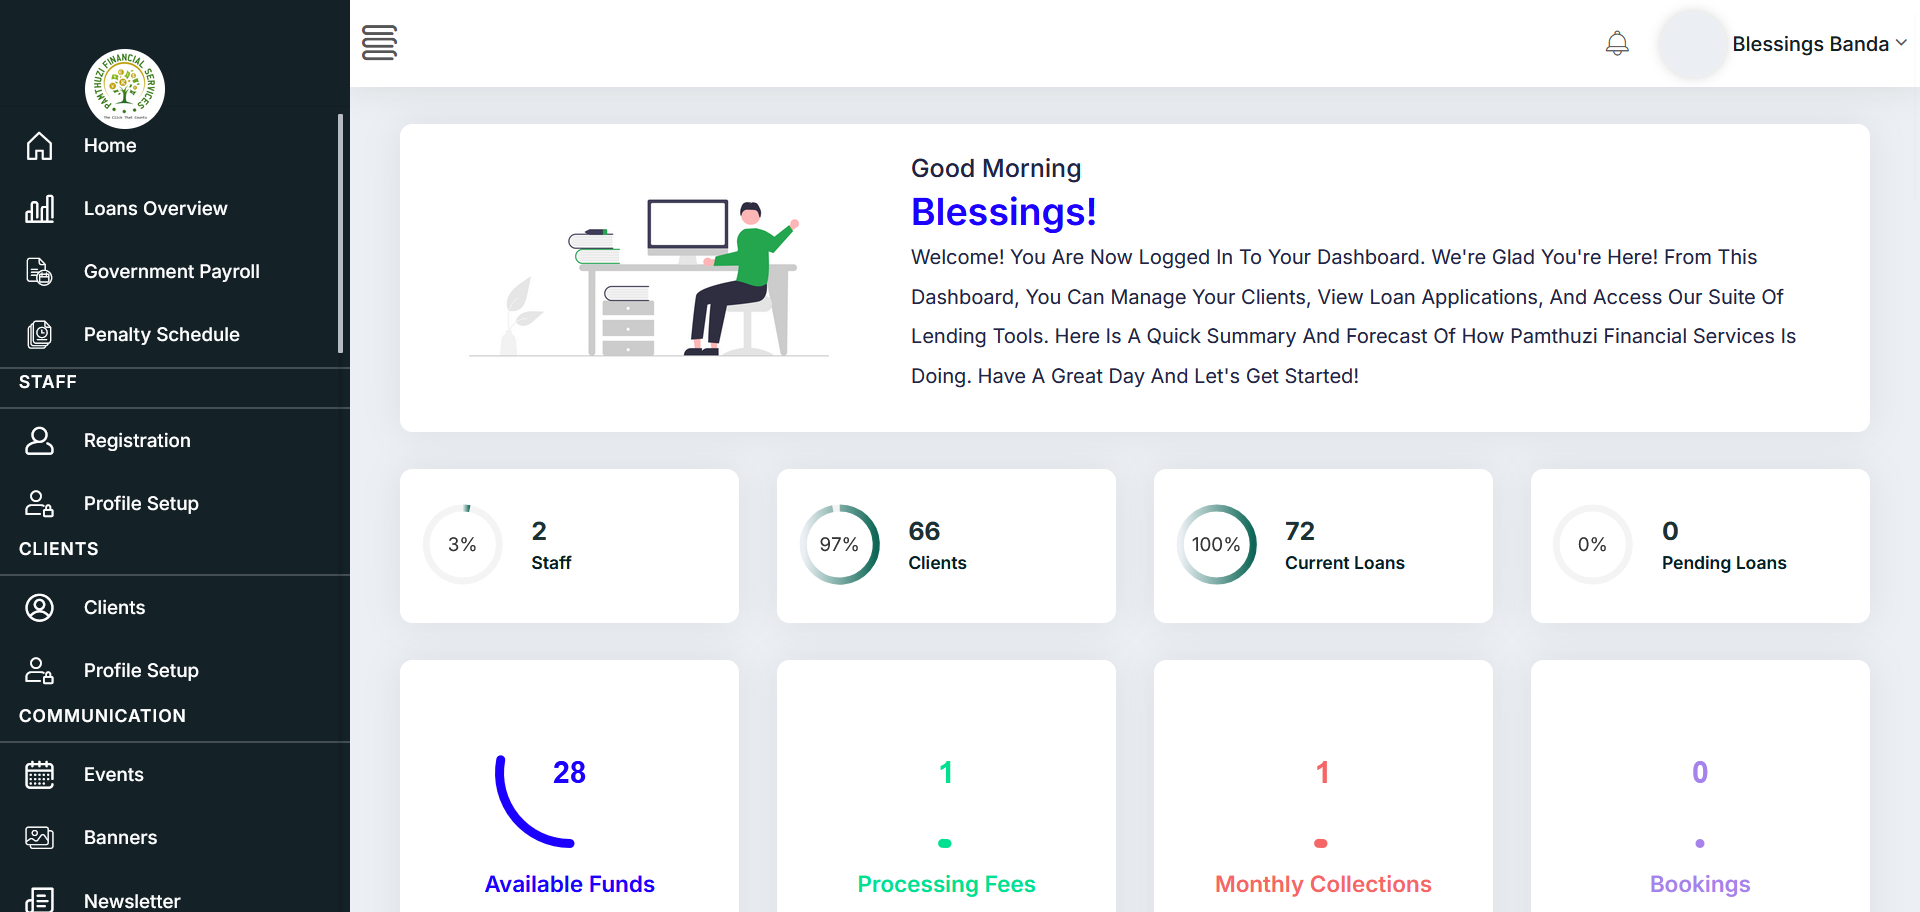 PAMTHUZI FINANCIAL SERVICES
The Click That Counts
Home
Loans Overview
Government Payroll
Penalty Schedule
STAFF
Registration
Profile Setup
CLIENTS
Clients
Profile Setup
COMMUNICATION
Events
Banners
Newsletter
Blessings Banda
Good Morning
Blessings!
Welcome! You Are Now Logged In To Your Dashboard. We're Glad You're Here! From This
Dashboard, You Can Manage Your Clients, View Loan Applications, And Access Our Suite Of
Lending Tools. Here Is A Quick Summary And Forecast Of How Pamthuzi Financial Services Is
Doing. Have A Great Day And Let's Get Started!
3%
2
Staff
97%
66
Clients
100%
72
Current Loans
0%
0
Pending Loans
28
Available Funds
1
Processing Fees
1
Monthly Collections
0
Bookings